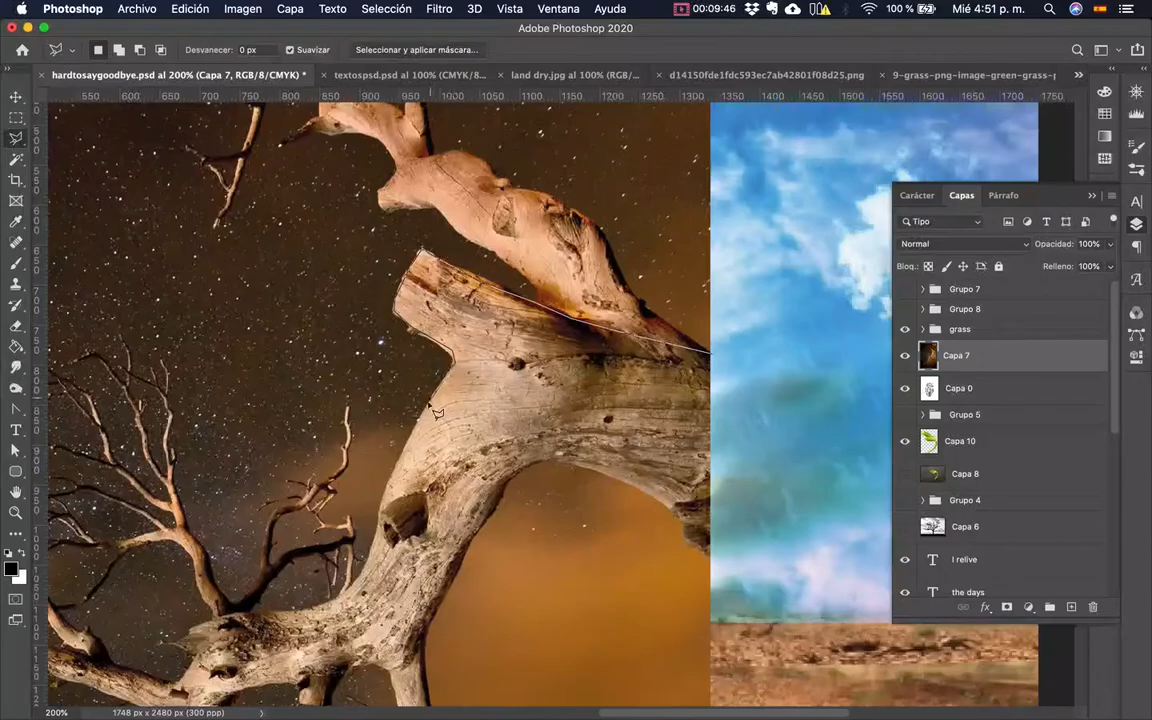 Photoshop Archivo Edición Imagen Capa Texto Selección Filtro 3D Vista Ventana Ayuda 00:09:46 100 % Mié 4:51 p. m.
Adobe Photoshop 2020
Desvanecer: 0 px Suavizar Seleccionar y aplicar máscara...
hardtosaygoodbye.psd al 200% (Capa 7, RGB/8/CMYK) * textospsd.psd al 100% (CMYK/8... land dry.jpg al 100% (RGB/... d14150fde1fdc593ec7ab42801f08d25.png 9-grass-png-image-green-grass-p
550 600 650 700 750 800 850 900 950 1000 1050 1100 1150 1200 1250 1300 1350 1400 1450 1500 1550 1600 1650 1700 1750
Carácter Capas Párrafo
Tipo
Normal Opacidad: 100%
Bloq.: Relleno: 100%
Grupo 7
Grupo 8
grass
Capa 7
Capa 0
Grupo 5
Capa 10
Capa 8
Grupo 4
Capa 6
T I relive
T the days
fx
200% 1748 px x 2480 px (300 ppp)